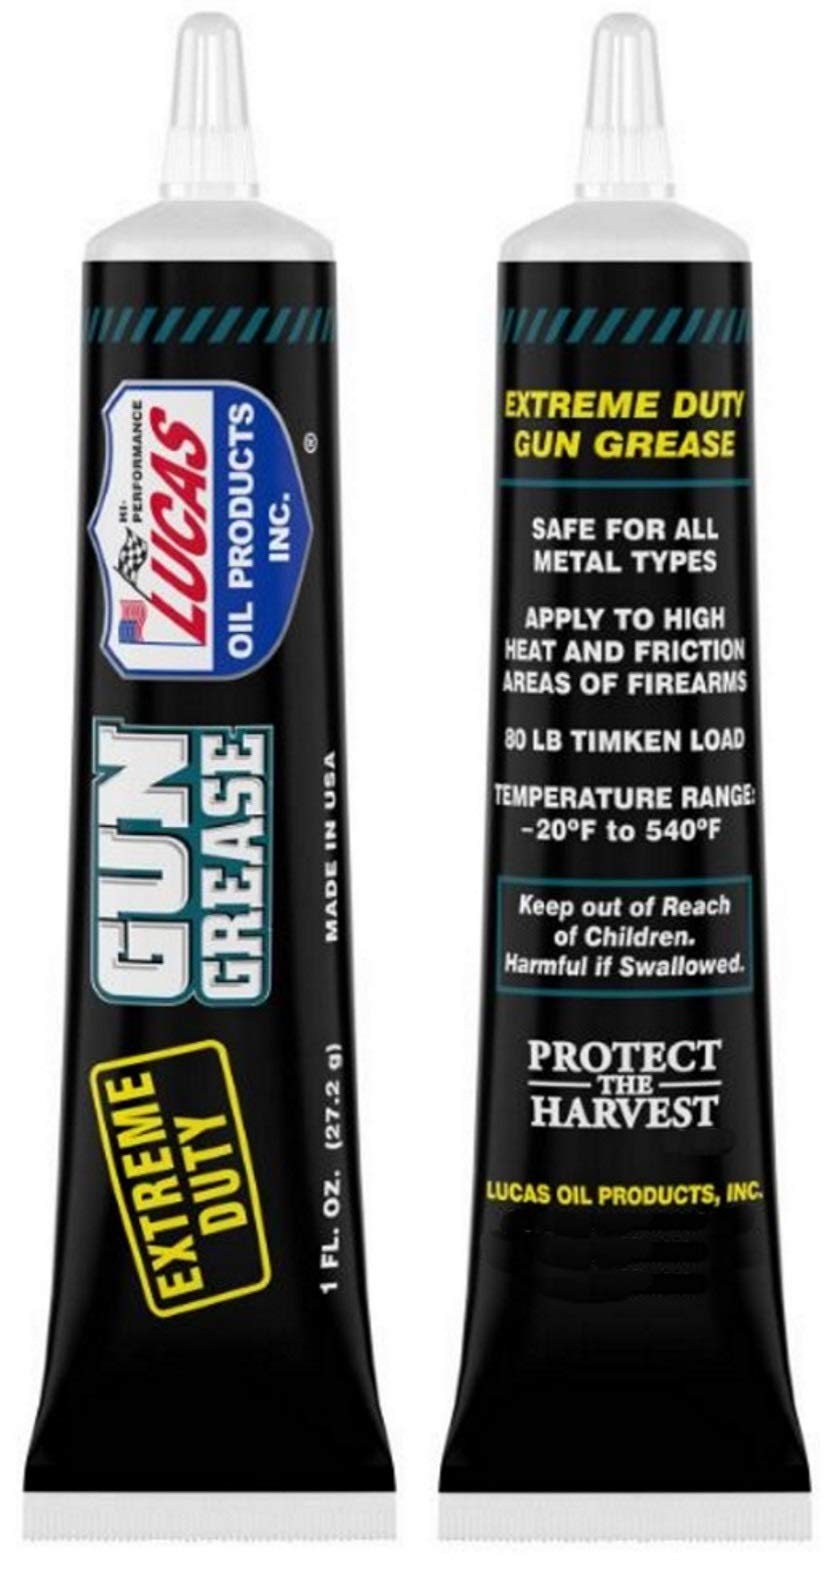 HI-
PERFORMANCE
LUCAS
OIL PRODUCTS
INC.
®
GUN
GREASE
EXTREME
DUTY
MADE IN USA
1 FL. OZ. (27.2 g)
EXTREME DUTY
GUN GREASE
SAFE FOR ALL
METAL TYPES
APPLY TO HIGH
HEAT AND FRICTION
AREAS OF FIREARMS
80 LB TIMKEN LOAD
TEMPERATURE RANGE:
-20ºF to 540ºF
Keep out of Reach
of Children.
Harmful if Swallowed.
PROTECT
THE
HARVEST
LUCAS OIL PRODUCTS, INC.